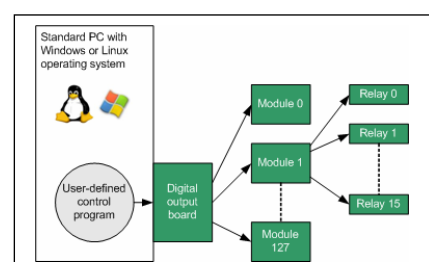 Standard PC with
Windows or Linux
operating system
User-defined
control
program
Digital
output
board
Module 0
Module 1
Module
127
Relay 0
Relay 1
Relay 15